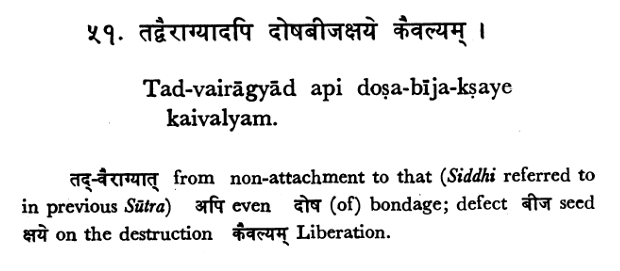 ५१. तद्वैराग्यादपि दोषबीजक्षये कैवल्यम् ।
Tad-vairāgyād api doṣa-bīja-kṣaye
kaivalyam.
तद्-वैराग्यात् from non-attachment to that (Siddhi referred to
in previous Sūtra) अपि even दोष (of) bondage; defect बीज seed
क्षये on the destruction कैवल्यम् Liberation.